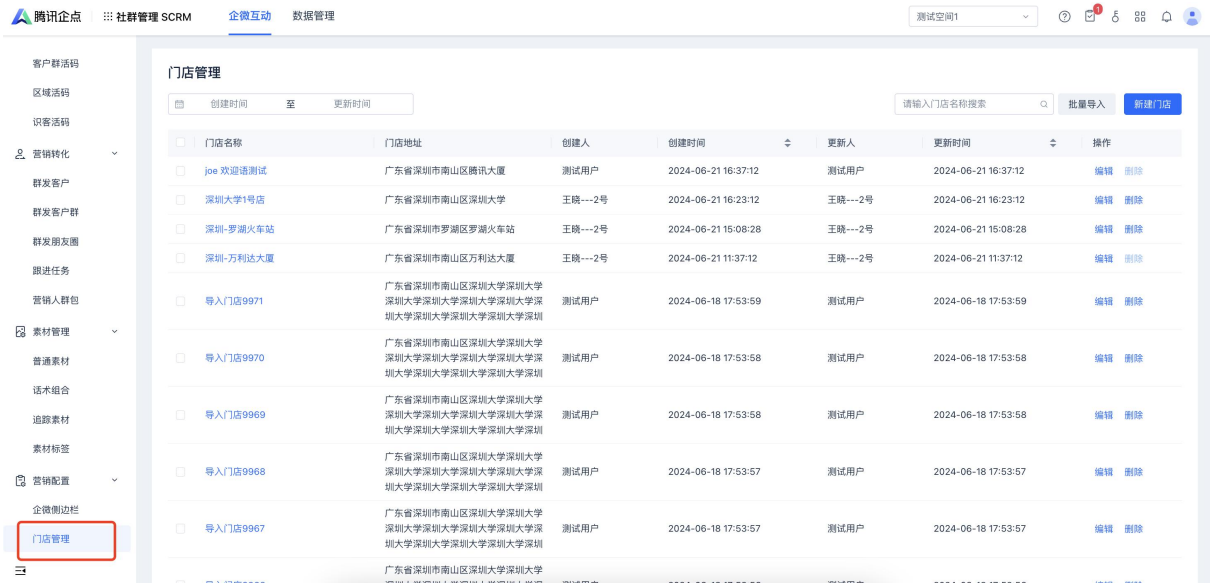 腾讯企点 社群管理 SCRM 企微互动 数据管理 测试空间1 1
客户群活码
区域活码
识客活码
营销转化
群发客户
群发客户群
群发朋友圈
跟进任务
营销人群包
素材管理
普通素材
话术组合
追踪素材
素材标签
营销配置
企微侧边栏
门店管理
门店管理
创建时间 至 更新时间 请输入门店名称搜索 批量导入 新建门店
门店名称 门店地址 创建人 创建时间 更新人 更新时间 操作
joe 欢迎语测试 广东省深圳市南山区腾讯大厦 测试用户 2024-06-21 16:37:12 测试用户 2024-06-21 16:37:12 编辑 删除
深圳大学1号店 广东省深圳市南山区深圳大学 王晓---2号 2024-06-21 16:23:12 王晓---2号 2024-06-21 16:23:12 编辑 删除
深圳-罗湖火车站 广东省深圳市罗湖区罗湖火车站 王晓---2号 2024-06-21 15:08:28 王晓---2号 2024-06-21 15:08:28 编辑 删除
深圳-万利达大厦 广东省深圳市南山区万利达大厦 王晓---2号 2024-06-21 11:37:12 王晓---2号 2024-06-21 11:37:12 编辑 删除
广东省深圳市南山区深圳大学深圳大学
导入门店9971 深圳大学深圳大学深圳大学深圳大学深 测试用户 2024-06-18 17:53:59 测试用户 2024-06-18 17:53:59 编辑 删除
圳大学深圳大学深圳大学深圳大学深圳
广东省深圳市南山区深圳大学深圳大学
导入门店9970 深圳大学深圳大学深圳大学深圳大学深 测试用户 2024-06-18 17:53:58 测试用户 2024-06-18 17:53:58 编辑 删除
圳大学深圳大学深圳大学深圳大学深圳
广东省深圳市南山区深圳大学深圳大学
导入门店9969 深圳大学深圳大学深圳大学深圳大学深 测试用户 2024-06-18 17:53:58 测试用户 2024-06-18 17:53:58 编辑 删除
圳大学深圳大学深圳大学深圳大学深圳
广东省深圳市南山区深圳大学深圳大学
导入门店9968 深圳大学深圳大学深圳大学深圳大学深 测试用户 2024-06-18 17:53:57 测试用户 2024-06-18 17:53:57 编辑 删除
圳大学深圳大学深圳大学深圳大学深圳
广东省深圳市南山区深圳大学深圳大学
导入门店9967 深圳大学深圳大学深圳大学深圳大学深 测试用户 2024-06-18 17:53:57 测试用户 2024-06-18 17:53:57 编辑 删除
圳大学深圳大学深圳大学深圳大学深圳
广东省深圳市南山区深圳大学深圳大学